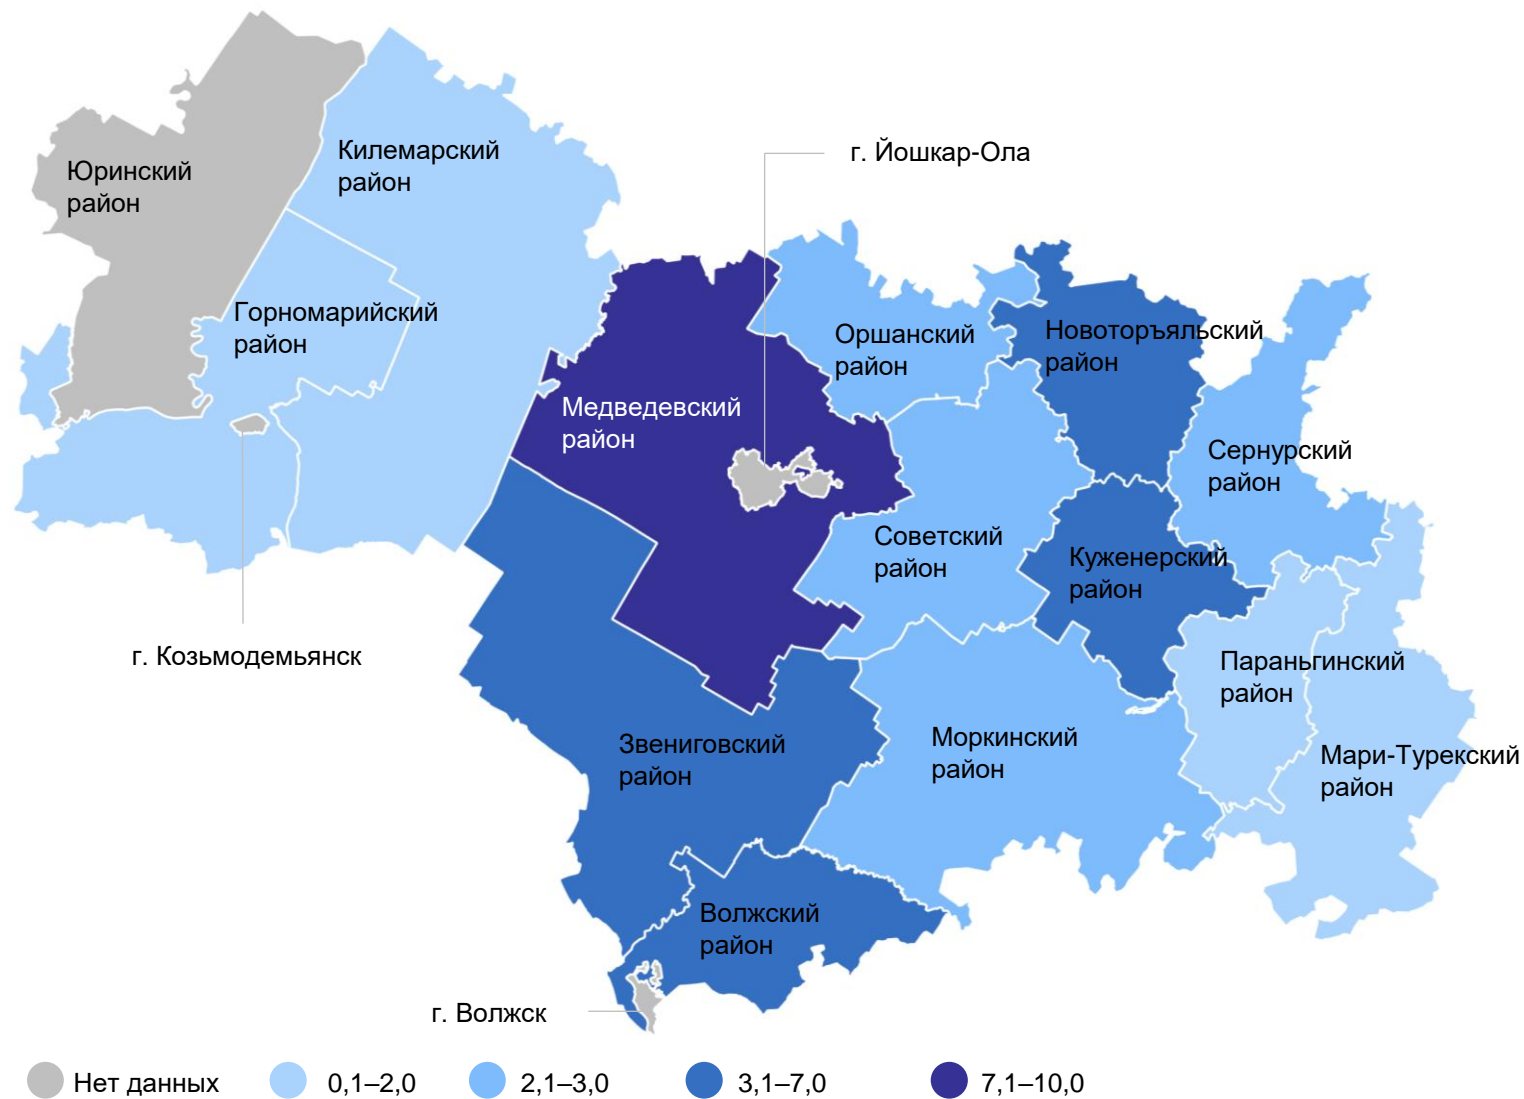 г. Йошкар-Ола
Килемарский
район
Юринский
район
Горномарийский
район
Оршанский
район
Новоторъяльский
район
Медведевский
район
Сернурский
район
Советский
район
Куженерский
район
г. Козьмодемьянск
Параньгинский
район
Звениговский
район
Моркинский
район
Мари-Турекский
район
Волжский
район
г. Волжск
Нет данных
0,1–2,0
2,1–3,0
3,1–7,0
7,1–10,0